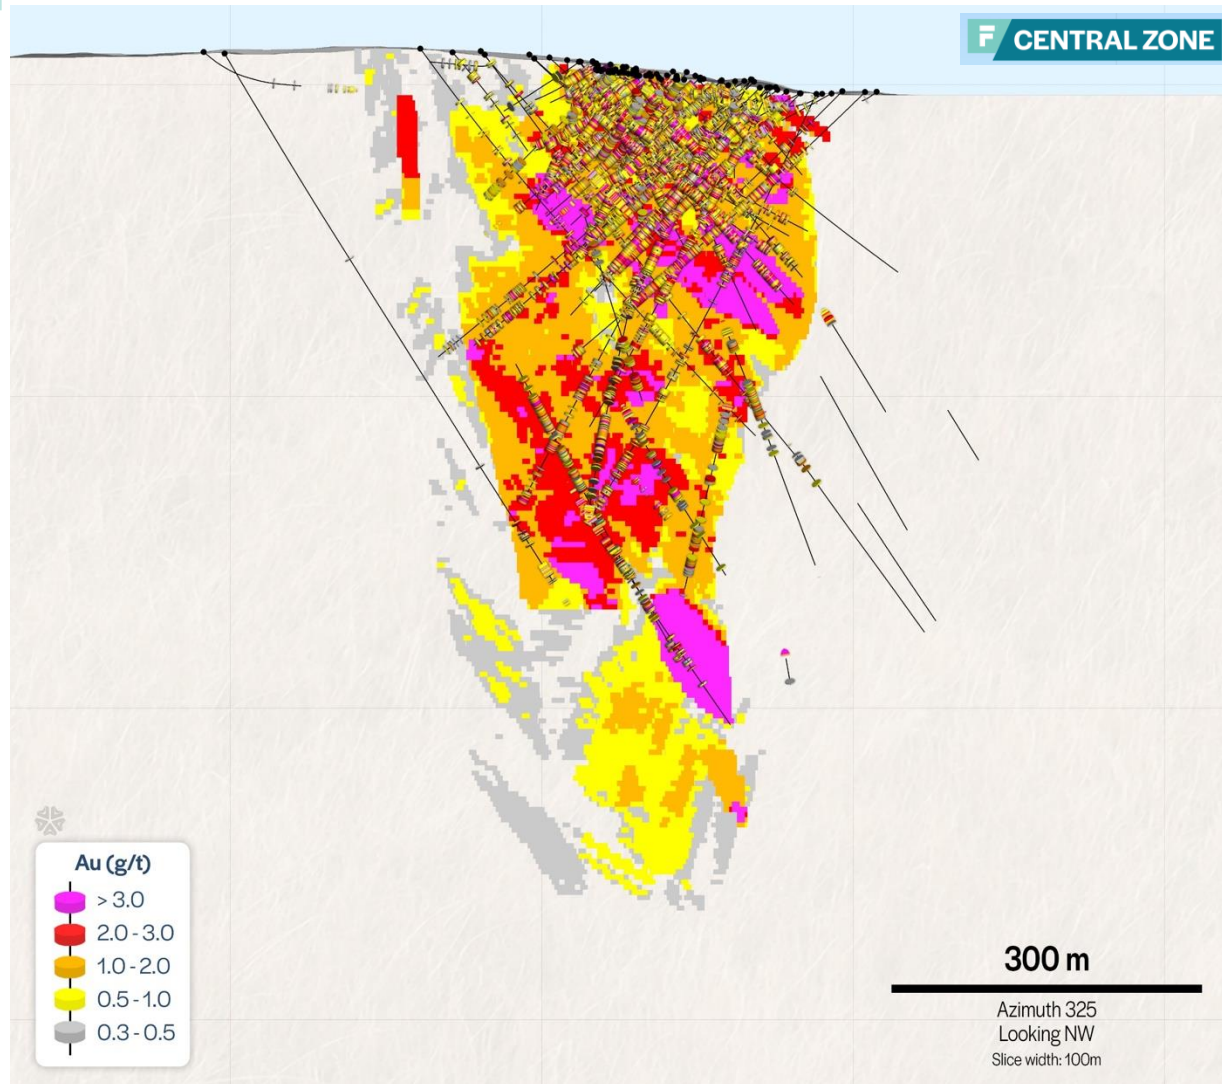 CENTRAL ZONE
Au (g/t)
> 3.0
2.0 - 3.0
1.0 - 2.0
0.5 - 1.0
0.3 - 0.5
300 m
Azimuth 325
Looking NW
Slice width: 100m